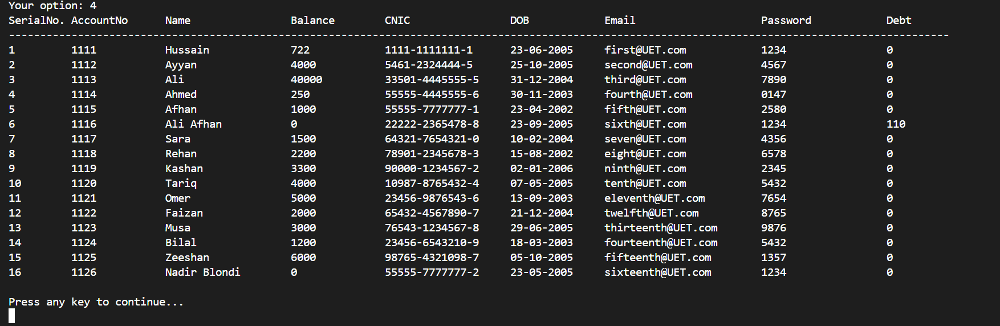 Your option: 4
SerialNo. AccountNo Name Balance CNIC DOB Email Password Debt
------------------------------------------------------------------------------------------------------------------------------------------------------
1 1111 Hussain 722 1111-1111111-1 23-06-2005 first@UET.com 1234 0
2 1112 Ayyan 4000 5461-2324444-5 25-10-2005 second@UET.com 4567 0
3 1113 Ali 40000 33501-4445555-5 31-12-2004 third@UET.com 7890 0
4 1114 Ahmed 250 55555-4445555-6 30-11-2003 fourth@UET.com 0147 0
5 1115 Afhan 1000 55555-7777777-1 23-04-2002 fifth@UET.com 2580 0
6 1116 Ali Afhan 0 22222-2365478-8 23-09-2005 sixth@UET.com 1234 110
7 1117 Sara 1500 64321-7654321-0 10-02-2004 seven@UET.com 4356 0
8 1118 Rehan 2200 78901-2345678-3 15-08-2002 eight@UET.com 6578 0
9 1119 Kashan 3300 90000-1234567-2 02-01-2006 ninth@UET.com 2345 0
10 1120 Tariq 4000 10987-8765432-4 07-05-2005 tenth@UET.com 5432 0
11 1121 Omer 5000 23456-9876543-6 13-09-2003 eleventh@UET.com 7654 0
12 1122 Faizan 2000 65432-4567890-7 21-12-2004 twelfth@UET.com 8765 0
13 1123 Musa 3000 76543-1234567-8 29-06-2005 thirteenth@UET.com 9876 0
14 1124 Bilal 1200 23456-6543210-9 18-03-2003 fourteenth@UET.com 5432 0
15 1125 Zeeshan 6000 98765-4321098-7 05-10-2005 fifteenth@UET.com 1357 0
16 1126 Nadir Blondi 0 55555-7777777-2 23-05-2005 sixteenth@UET.com 1234 0
Press any key to continue...